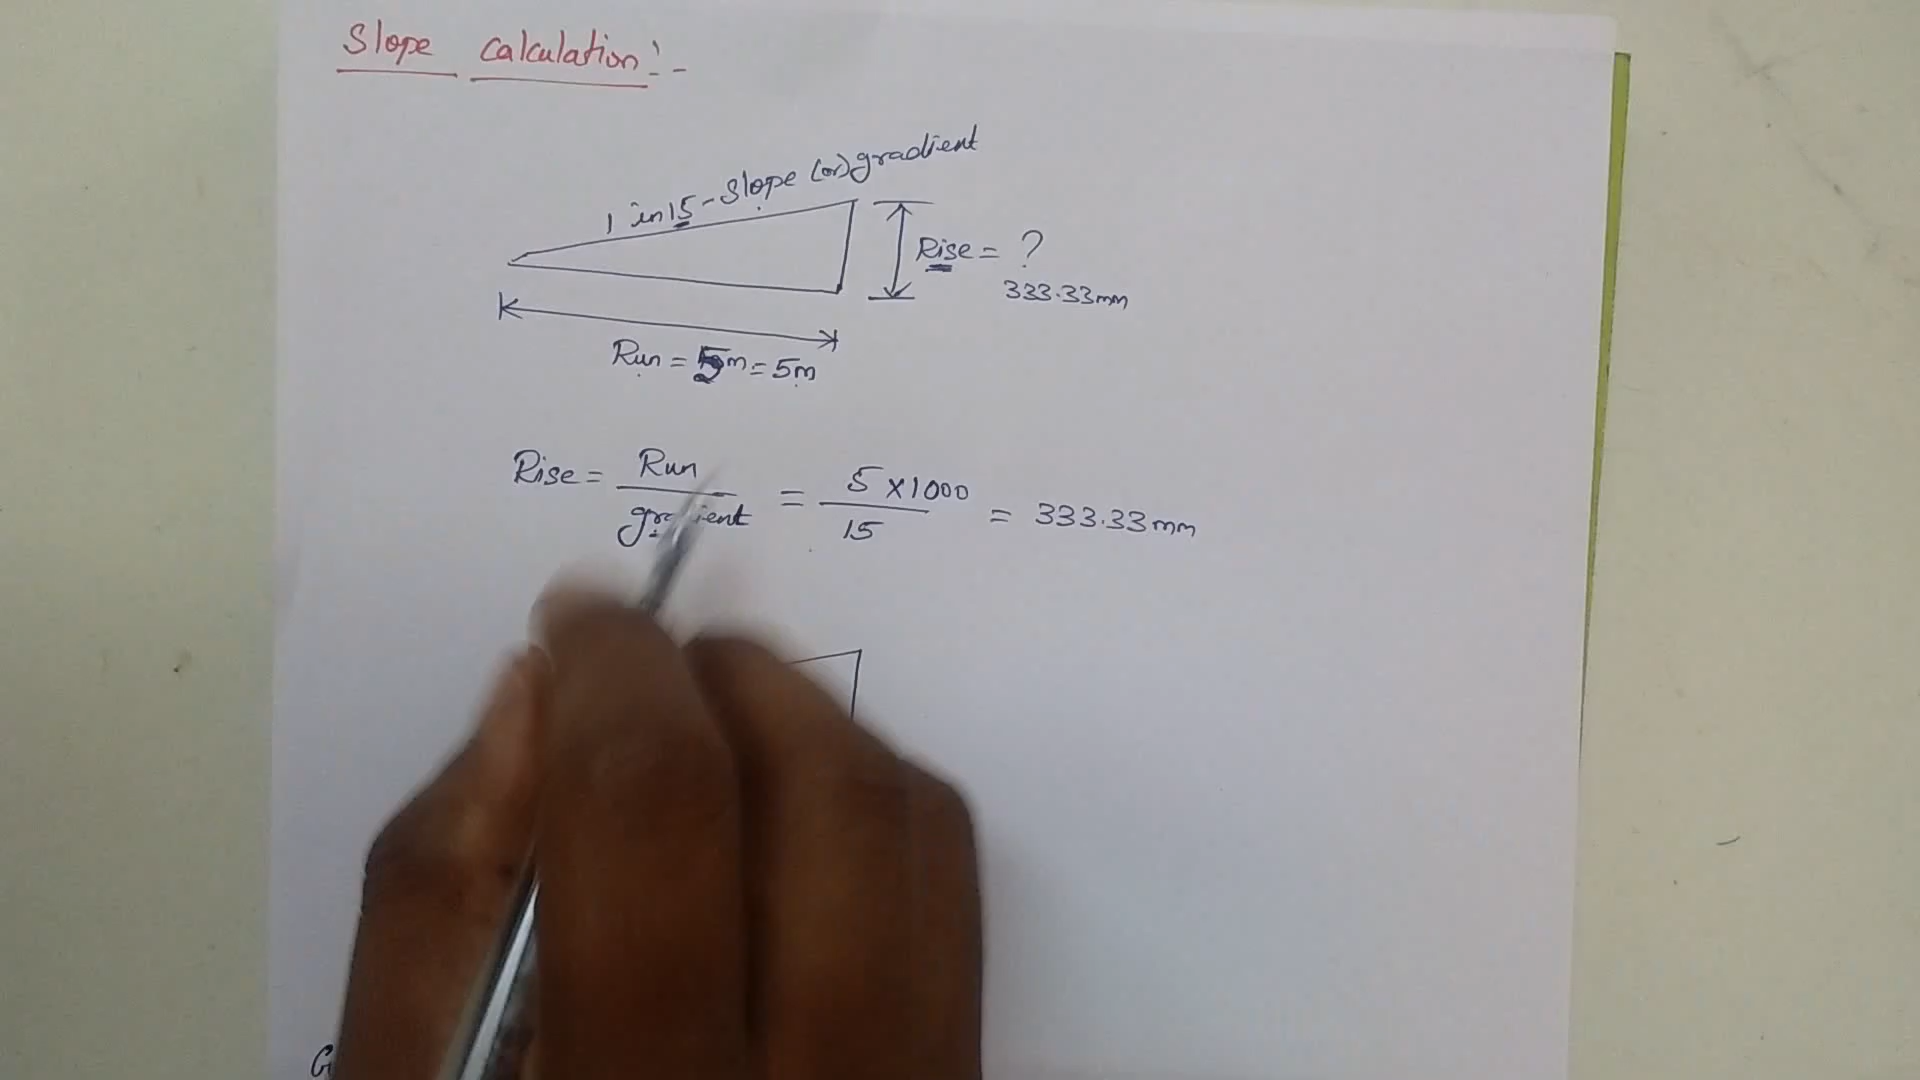 Slope calculation:-
1 in 15 - Slope (or) gradient
Rise = ?
333.33mm
Run = 5m = 5m
Rise = Run / gradient = 5 x 1000 / 15 = 333.33mm